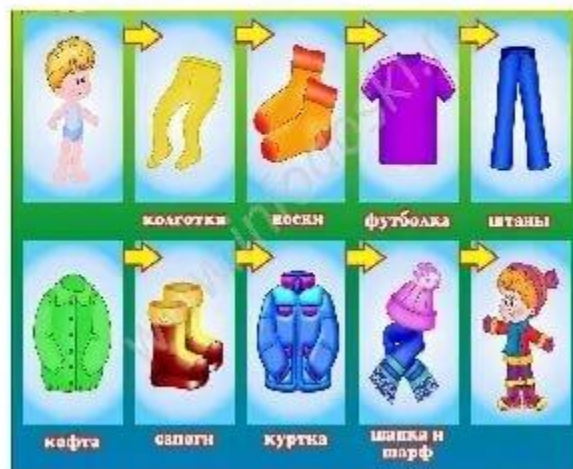 колготки носки футболка штаны
кофта сапоги куртка шапка и
шарф